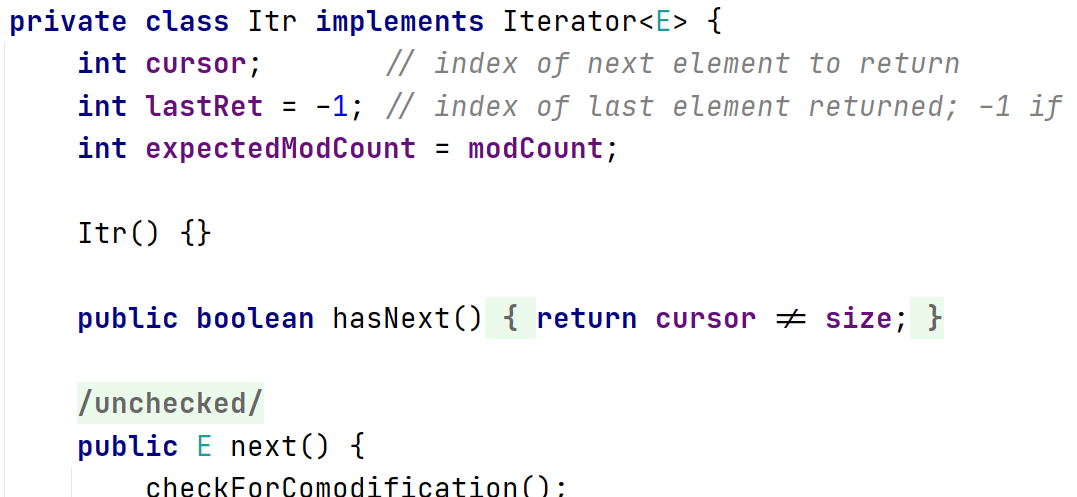 private class Itr implements Iterator<E> {
    int cursor;       // index of next element to return
    int lastRet = -1; // index of last element returned; -1 if
    int expectedModCount = modCount;
    Itr() {}
    public boolean hasNext() { return cursor ≠ size; }
    /unchecked/
    public E next() {
        checkForComodification();